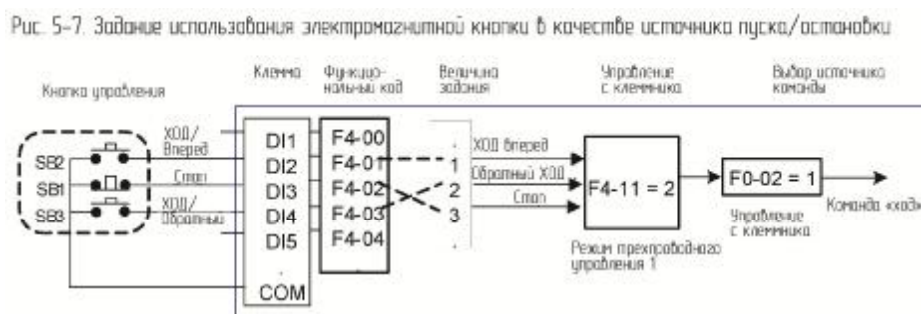 Рис. 5-7. Задание использования электромагнитной кнопки в качестве источника пуска/остановки
Кнопка управления
Клемма
Функцио-
нальный код
Величина
задания
Управление
с клеммника
Выбор источника
команды
SB2
SB1
SB3
ХОД/
Вперед
Стоп
ХОД/
Обратный
DI1
DI2
DI3
DI4
DI5
.
COM
F4-00
F4-01
F4-02
F4-03
F4-04
.
.
1
2
3
.
ХОД вперед
Обратный ХОД
Стоп
F4-11 = 2
Режим трехпроводного
управления 1
F0-02 = 1
Управление
с клеммника
Команда «ход»